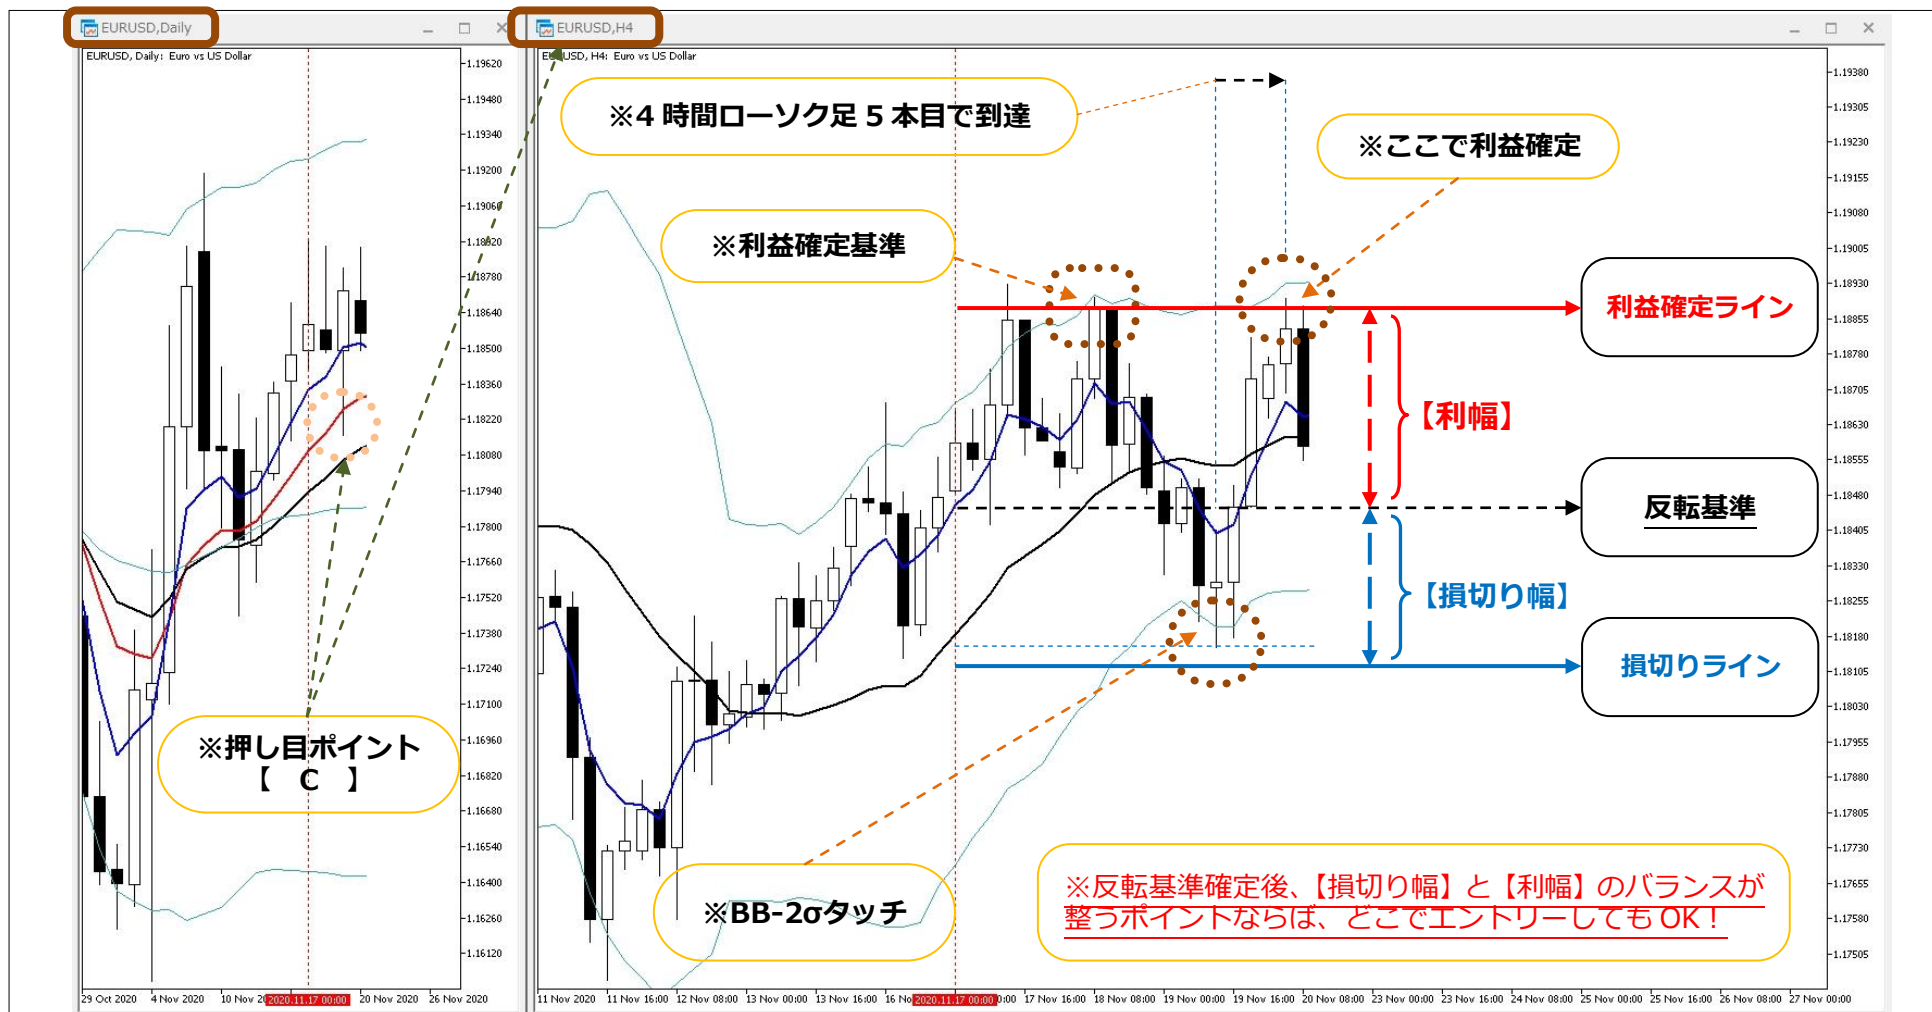 EURUSD,Daily
EURUSD,H4
EURUSD, Daily: Euro vs US Dollar
EURUSD, H4: Euro vs US Dollar
※4 時間ローソク足 5 本目で到達
※ここで利益確定
※利益確定基準
利益確定ライン
【利幅】
反転基準
【損切り幅】
損切りライン
※押し目ポイント
【 C 】
※BB-2σタッチ
※反転基準確定後、【損切り幅】と【利幅】のバランスが
整うポイントならば、どこでエントリーしても OK!
1.19620
1.19480
1.19340
1.19200
1.19060
1.18920
1.18780
1.18640
1.18500
1.18360
1.18220
1.18080
1.17940
1.17800
1.17660
1.17520
1.17380
1.17240
1.17100
1.16960
1.16820
1.16680
1.16540
1.16400
1.16260
1.16120
1.19380
1.19305
1.19230
1.19155
1.19080
1.19005
1.18930
1.18855
1.18780
1.18705
1.18630
1.18555
1.18480
1.18405
1.18330
1.18255
1.18180
1.18105
1.18030
1.17955
1.17880
1.17805
1.17730
1.17655
1.17580
1.17505
29 Oct 2020 4 Nov 2020 10 Nov 2020.11.17 00:00 20 Nov 2020 26 Nov 2020
11 Nov 2020 11 Nov 16:00 12 Nov 08:00 13 Nov 00:00 13 Nov 16:00 16 No 2020.11.17 00:00 17 Nov 16:00 18 Nov 08:00 19 Nov 00:00 19 Nov 16:00 20 Nov 08:00 23 Nov 00:00 23 Nov 16:00 24 Nov 08:00 25 Nov 00:00 25 Nov 16:00 26 Nov 08:00 27 Nov 00:00